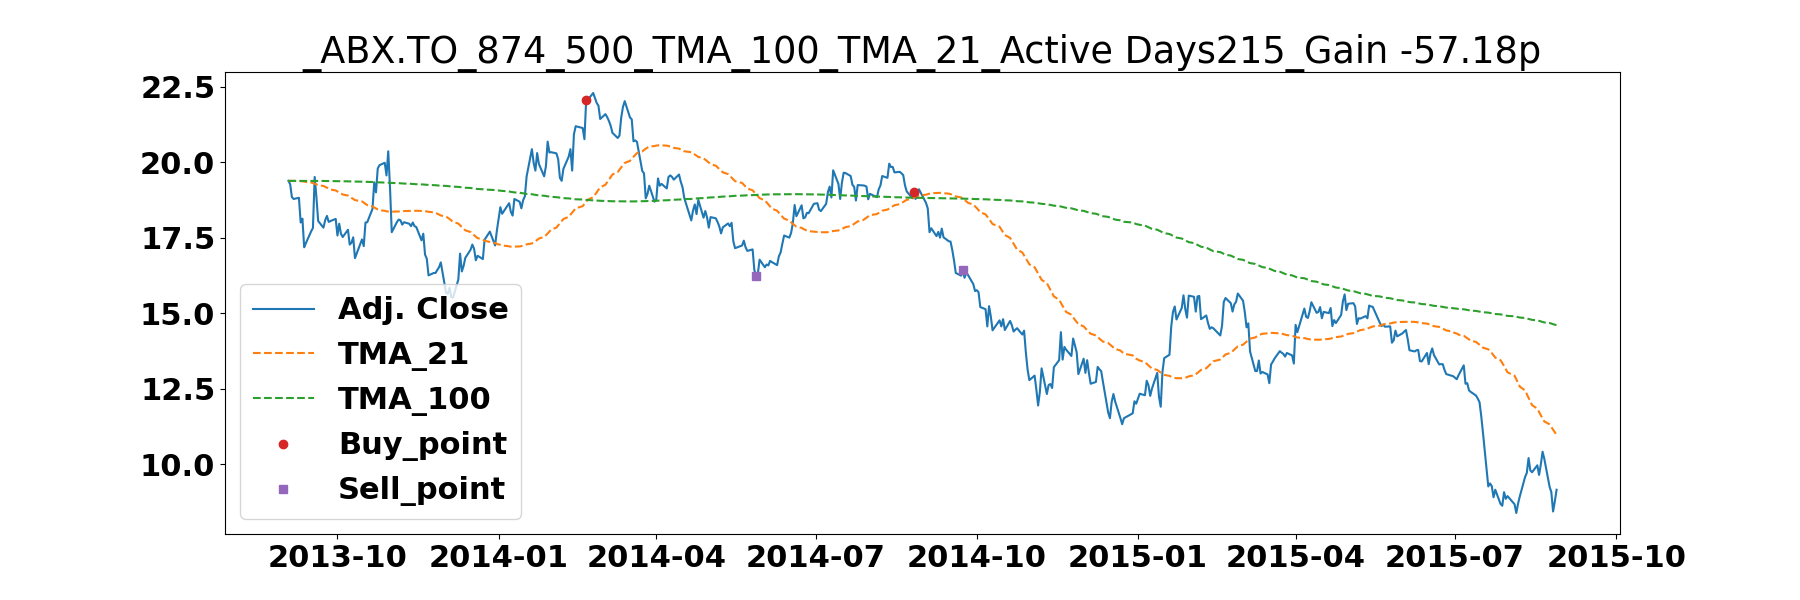 _ABX.TO_874_500_TMA_100_TMA_21_Active Days215_Gain -57.18p
22.5
20.0
17.5
15.0
12.5
10.0
Adj. Close
TMA_21
TMA_100
Buy_point
Sell_point
2013-10 2014-01 2014-04 2014-07 2014-10 2015-01 2015-04 2015-07 2015-10